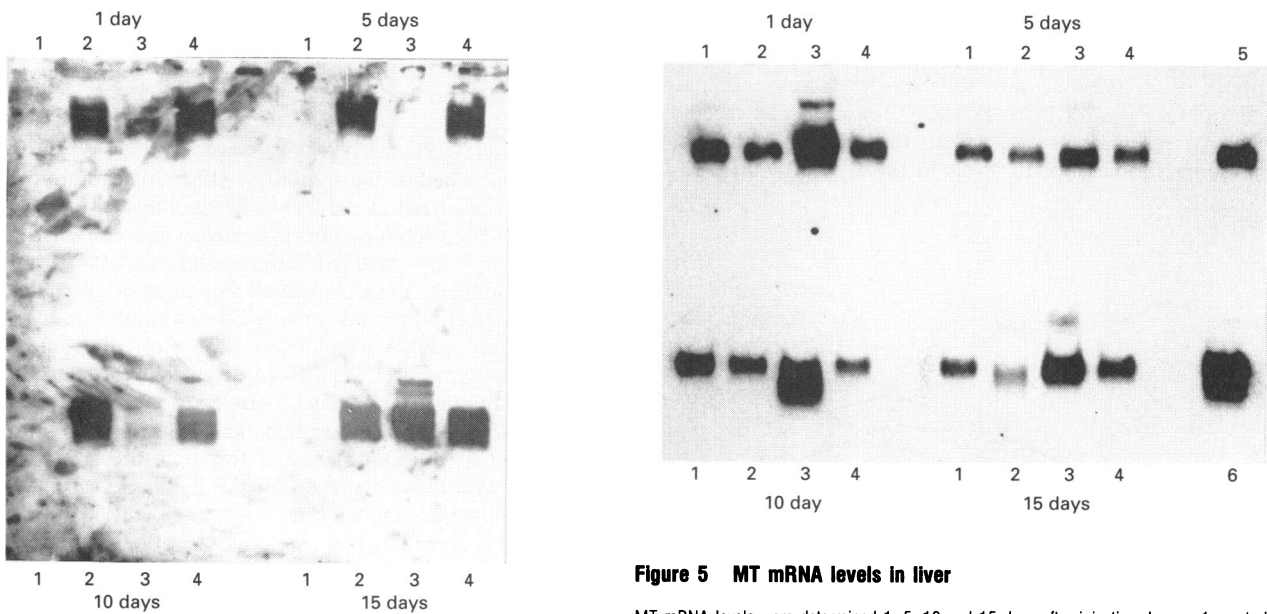 1 day 5 days
1 2 3 4 1 2 3 4
10 days 15 days
1 2 3 4 1 2 3 4
1 day 5 days
1 2 3 4 1 2 3 4 5
1 2 3 4 1 2 3 4 6
10 day 15 days
Figure 5 MT mRNA levels in liver